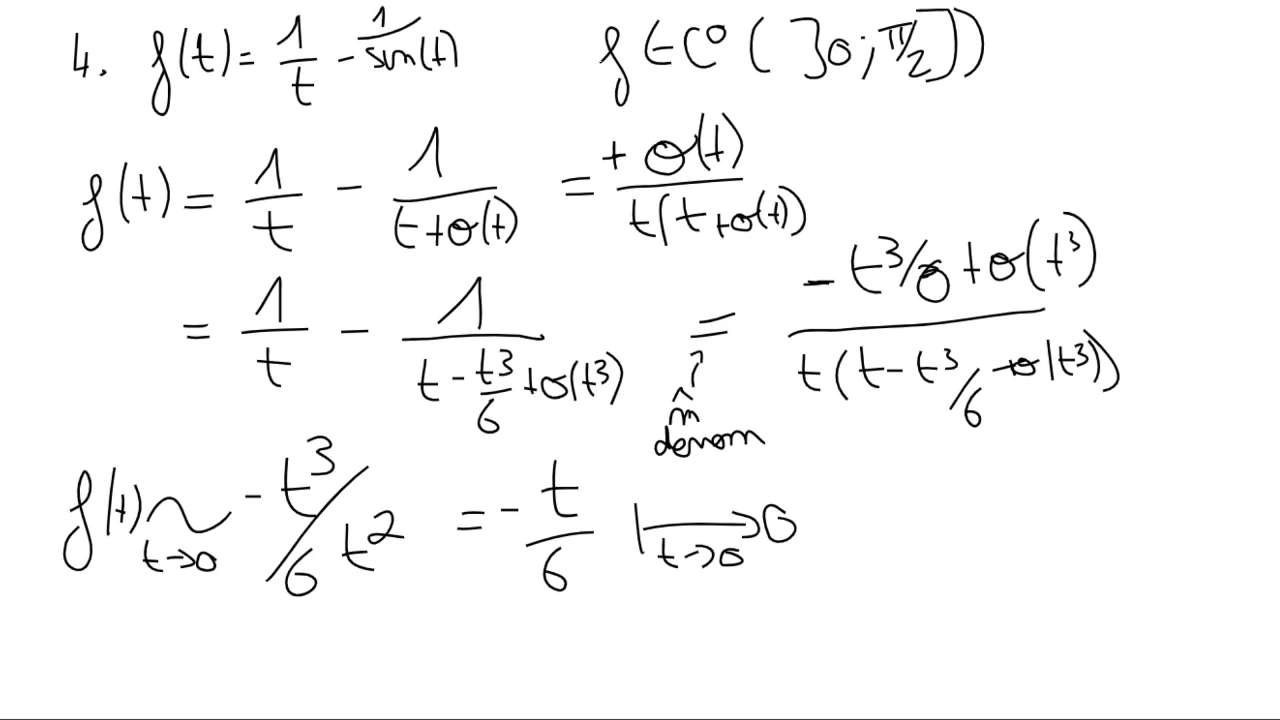 4. f(t) = 1/t - 1/sin(t) f ∈ C⁰(]0;π/2])
f(t) = 1/t - 1/(t+o(t)) = + o(t)/(t(t+o(t)))
= 1/t - 1/(t - t³/6 + o(t³)) = (- t³/6 + o(t³))/(t(t - t³/6 + o(t³)))
↑
m̂
denom
f(t) ~ t→0 - t³/6t² = - t/6 ⟼ t→0 0